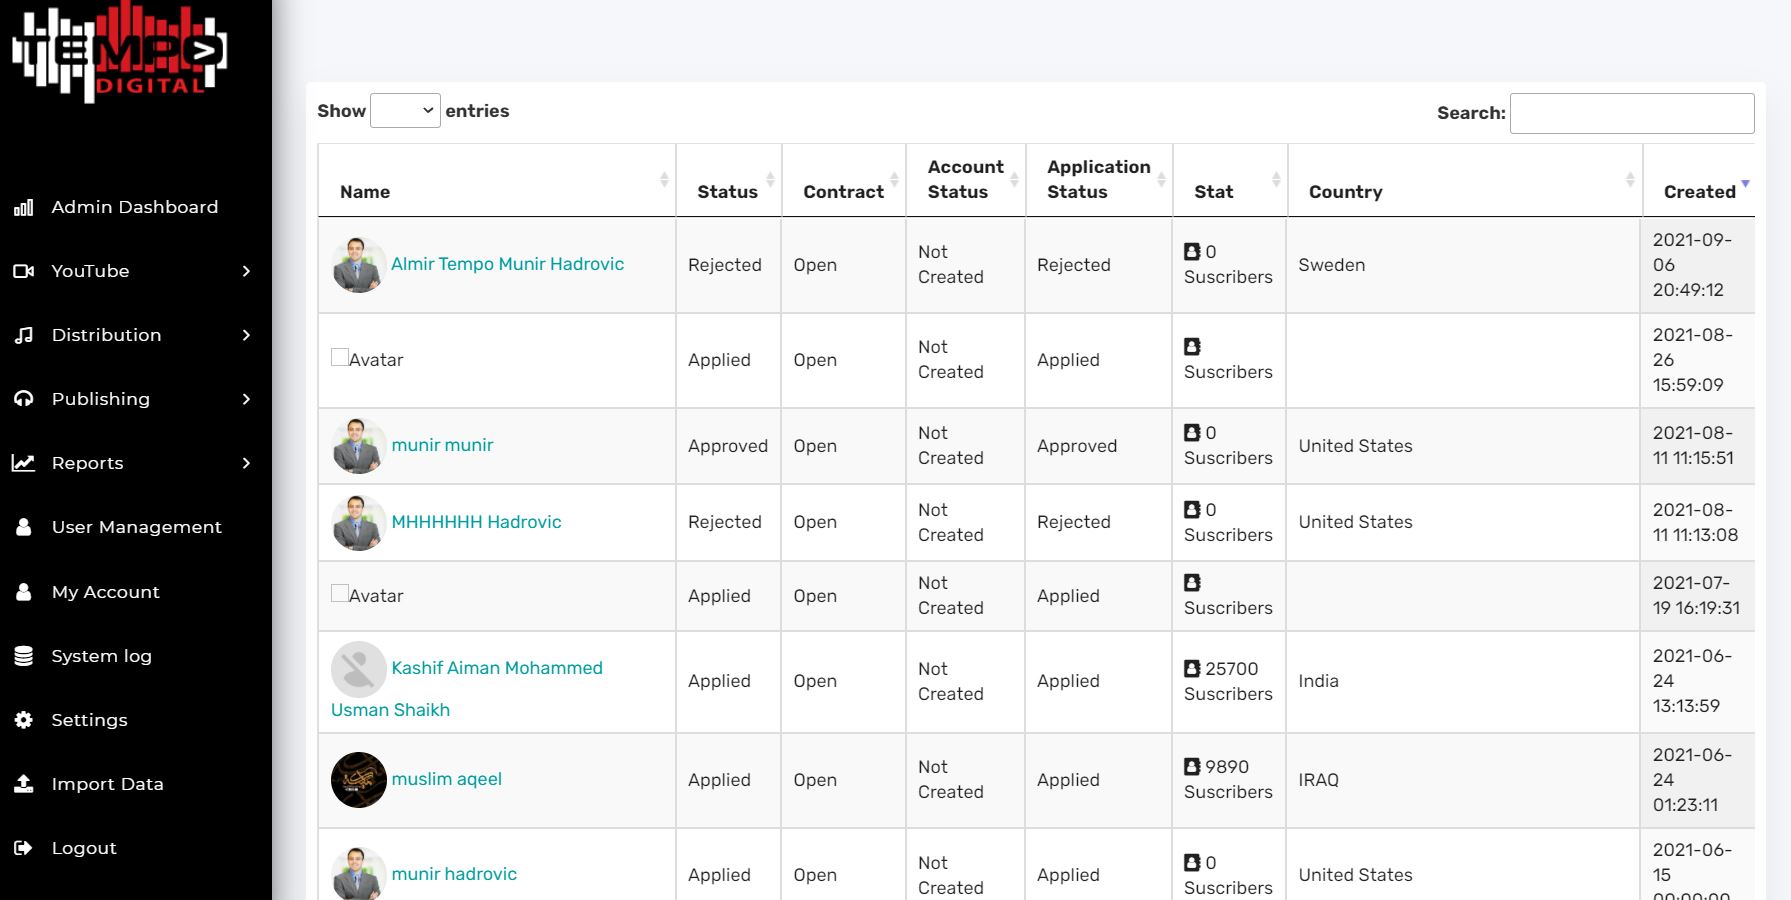 TEMPO
DIGITAL
Admin Dashboard
YouTube
Distribution
Publishing
Reports
User Management
My Account
System log
Settings
Import Data
Logout
Show entries
Search:
Name Status Contract Account Status Application Status Stat Country Created
Almir Tempo Munir Hadrovic Rejected Open Not Created Rejected 0 Suscribers Sweden 2021-09-06 20:49:12
Avatar Applied Open Not Created Applied Suscribers 2021-08-26 15:59:09
munir munir Approved Open Not Created Approved 0 Suscribers United States 2021-08-11 11:15:51
MHHHHHH Hadrovic Rejected Open Not Created Rejected 0 Suscribers United States 2021-08-11 11:13:08
Avatar Applied Open Not Created Applied Suscribers 2021-07-19 16:19:31
Kashif Aiman Mohammed Usman Shaikh Applied Open Not Created Applied 25700 Suscribers India 2021-06-24 13:13:59
muslim aqeel Applied Open Not Created Applied 9890 Suscribers IRAQ 2021-06-24 01:23:11
munir hadrovic Applied Open Not Created Applied 0 Suscribers United States 2021-06-15